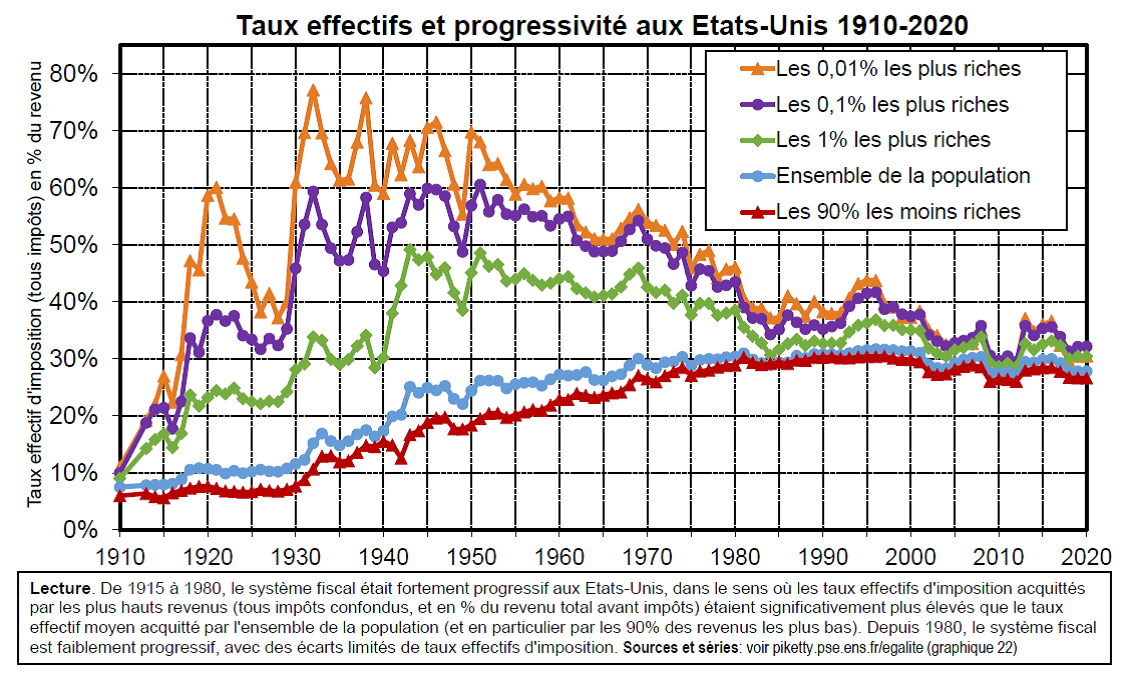 Taux effectifs et progressivité aux Etats-Unis 1910-2020
Taux effectif d'imposition (tous impôts) en % du revenu
80%
70%
60%
50%
40%
30%
20%
10%
0%
Les 0,01% les plus riches
Les 0,1% les plus riches
Les 1% les plus riches
Ensemble de la population
Les 90% les moins riches
1910 1920 1930 1940 1950 1960 1970 1980 1990 2000 2010 2020
Lecture. De 1915 à 1980, le système fiscal était fortement progressif aux Etats-Unis, dans le sens où les taux effectifs d'imposition acquittés
par les plus hauts revenus (tous impôts confondus, et en % du revenu total avant impôts) étaient significativement plus élevés que le taux
effectif moyen acquitté par l'ensemble de la population (et en particulier par les 90% des revenus les plus bas). Depuis 1980, le système fiscal
est faiblement progressif, avec des écarts limités de taux effectifs d'imposition. Sources et séries: voir piketty.pse.ens.fr/egalite (graphique 22)